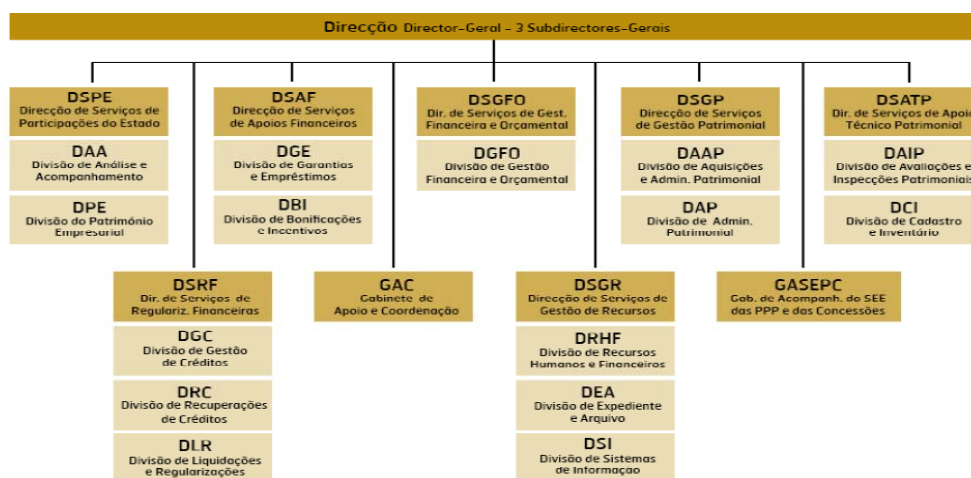 Direcção Director-Geral - 3 Subdirectores-Gerais
DSPE
Direcção de Serviços de
Participações do Estado
DAA
Divisão de Análise e
Acompanhamento
DPE
Divisão do Património
Empresarial
DSAF
Direcção de Serviços
de Apoios Financeiros
DGE
Divisão de Garantias
e Empréstimos
DBI
Divisão de Bonificações
e Incentivos
DSGFO
Dir. de Serviços de Gest.
Financeira e Orçamental
DGFO
Divisão de Gestão
Financeira e Orçamental
DSGP
Direcção de Serviços
de Gestão Patrimonial
DAAP
Divisão de Aquisições
e Admin. Patrimonial
DAP
Divisão de Admin.
Patrimonial
DSATP
Dir. de Serviços de Apoio
Técnico Patrimonial
DAIP
Divisão de Avaliações e
Inspecções Patrimoniais
DCI
Divisão de Cadastro
e Inventário
DSRF
Dir. de Serviços de
Regulariz. Financeiras
DGC
Divisão de Gestão
de Créditos
DRC
Divisão de Recuperações
de Créditos
DLR
Divisão de Liquidações
e Regularizações
GAC
Gabinete de
Apoio e Coordenação
DSGR
Direcção de Serviços de
Gestão de Recursos
DRHF
Divisão de Recursos
Humanos e Financeiros
DEA
Divisão de Expediente
e Arquivo
DSI
Divisão de Sistemas
de Informação
GASEPC
Gab. de Acompanh. do SEE
das PPP e das Concessões